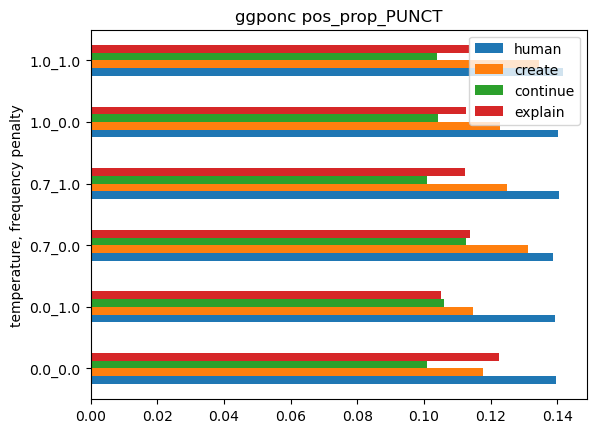 ggponc pos_prop_PUNCT
human
create
continue
explain
temperature, frequency penalty
1.0_1.0
1.0_0.0
0.7_1.0
0.7_0.0
0.0_1.0
0.0_0.0
0.00 0.02 0.04 0.06 0.08 0.10 0.12 0.14